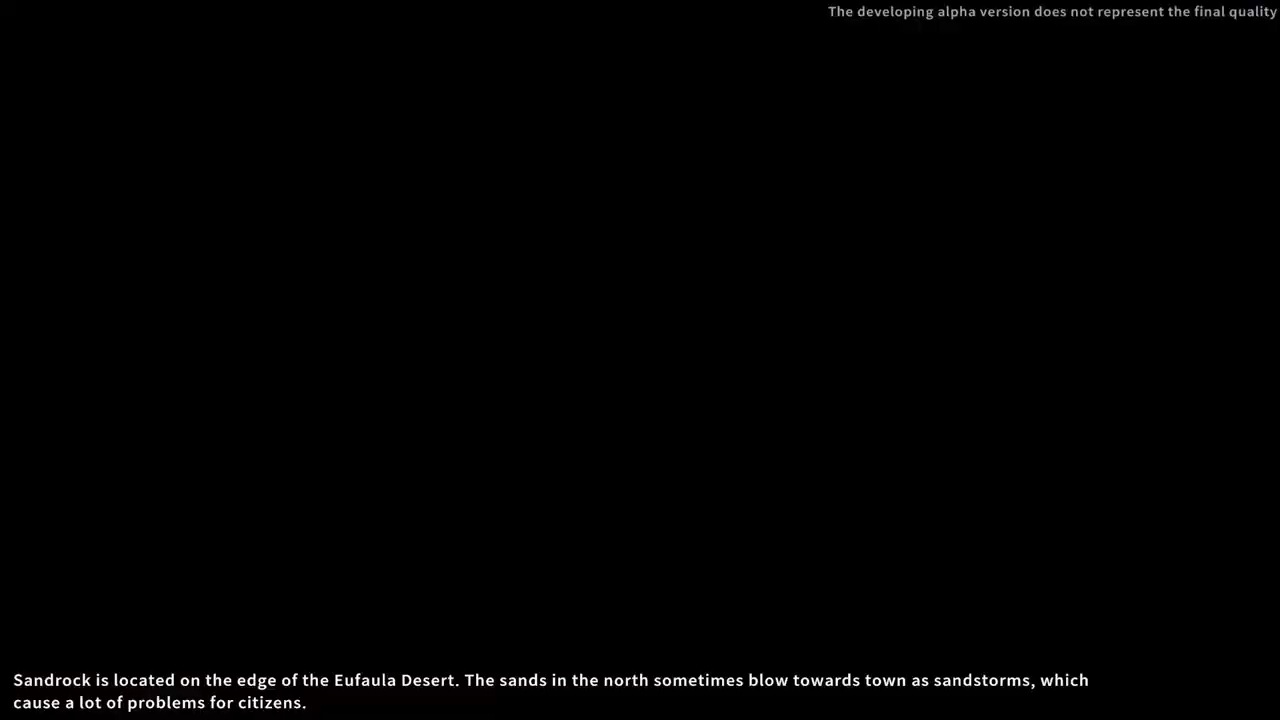 The developing alpha version does not represent the final quality
Sandrock is located on the edge of the Eufaula Desert. The sands in the north sometimes blow towards town as sandstorms, which
cause a lot of problems for citizens.